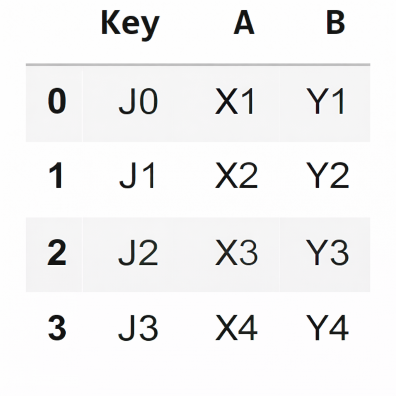 Key A B
0 J0 X1 Y1
1 J1 X2 Y2
2 J2 X3 Y3
3 J3 X4 Y4